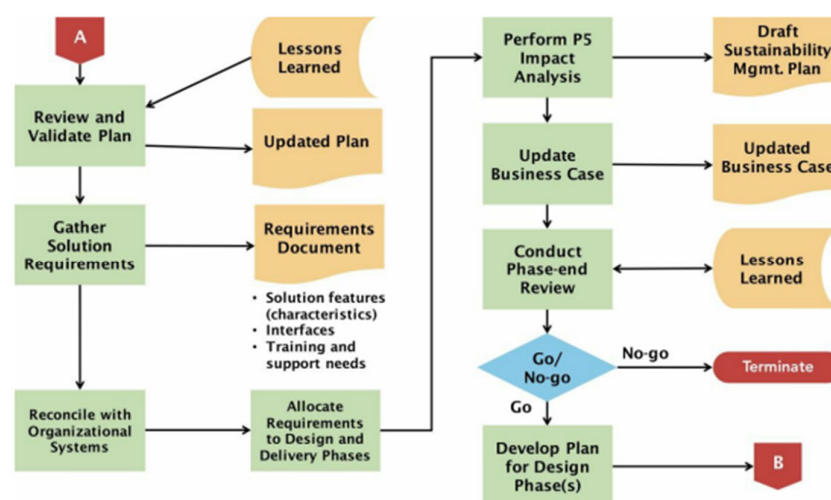 A
Lessons
Learned
Review and
Validate Plan
Updated Plan
Gather
Solution
Requirements
Requirements
Document
• Solution features
(characteristics)
• Interfaces
• Training and
support needs
Reconcile with
Organizational
Systems
Allocate
Requirements
to Design and
Delivery Phases
Perform P5
Impact
Analysis
Draft
Sustainability
Mgmt. Plan
Update
Business Case
Updated
Business Case
Conduct
Phase-end
Review
Lessons
Learned
Go/
No-go
No-go
Terminate
Go
Develop Plan
for Design
Phase(s)
B